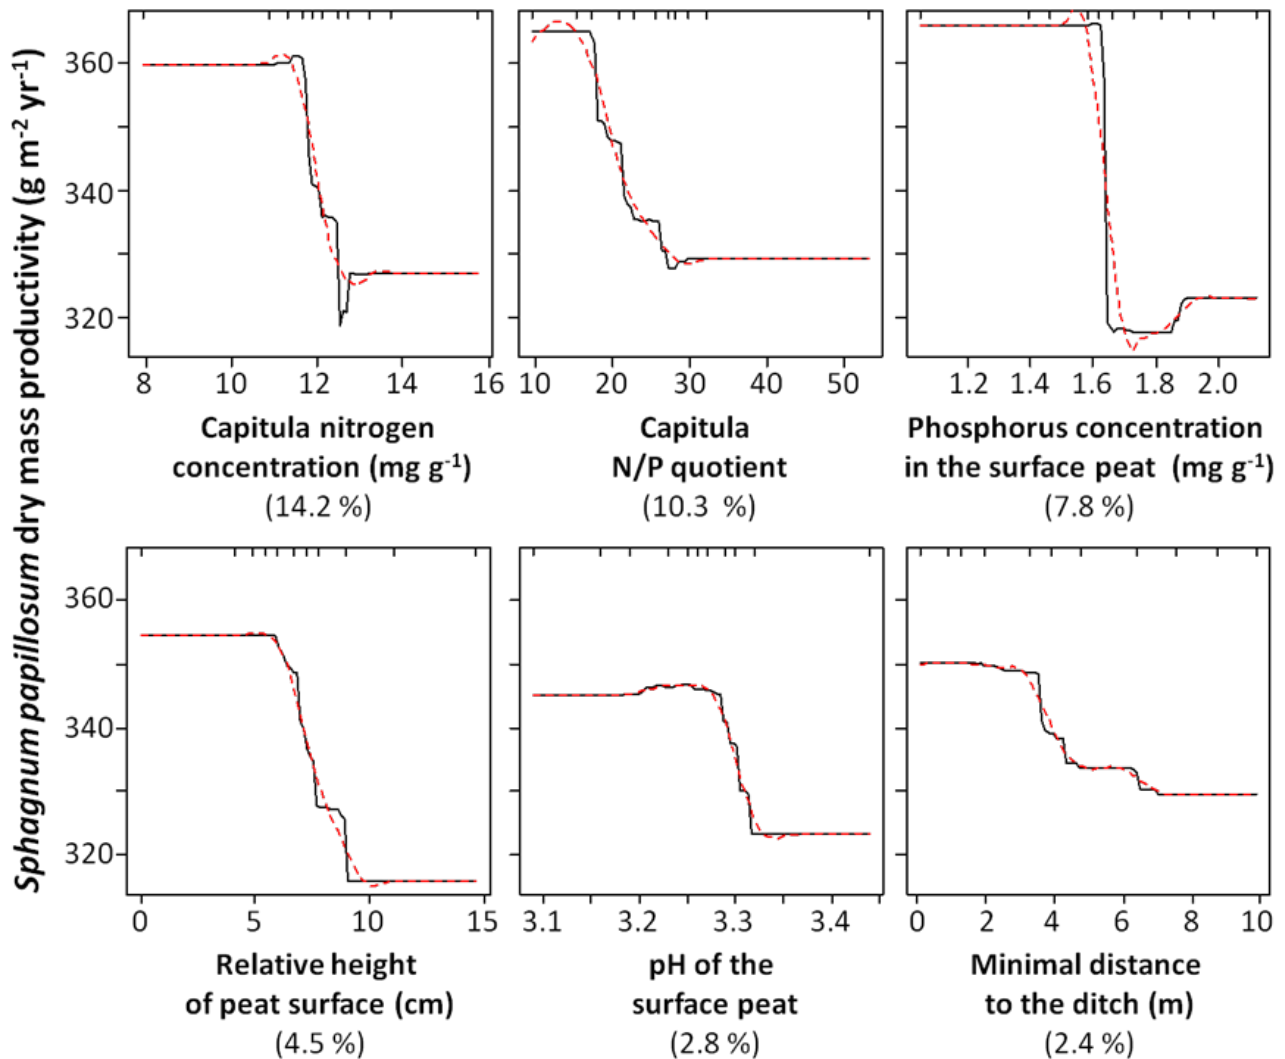 Sphagnum papillosum dry mass productivity (g m⁻² yr⁻¹)
360
340
320
8 10 12 14 16
10 20 30 40 50
1.2 1.4 1.6 1.8 2.0
Capitula nitrogen
concentration (mg g⁻¹)
(14.2 %)
Capitula
N/P quotient
(10.3 %)
Phosphorus concentration
in the surface peat (mg g⁻¹)
(7.8 %)
360
340
320
0 5 10 15
3.1 3.2 3.3 3.4
0 2 4 6 8 10
Relative height
of peat surface (cm)
(4.5 %)
pH of the
surface peat
(2.8 %)
Minimal distance
to the ditch (m)
(2.4 %)